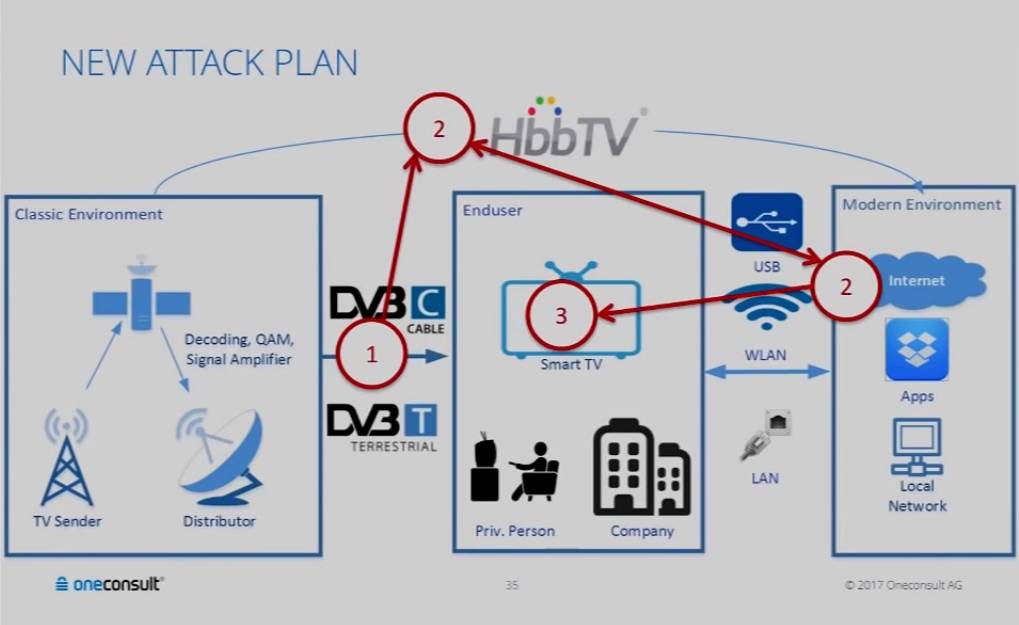 NEW ATTACK PLAN
2
HbbTV
Classic Environment
Decoding, QAM,
Signal Amplifier
TV Sender
Distributor
DVB C
CABLE
1
DVB T
TERRESTRIAL
Enduser
3
Smart TV
Priv. Person
Company
USB
WLAN
LAN
Modern Environment
2
Internet
Apps
Local
Network
oneconsult®
35
© 2017 Oneconsult AG